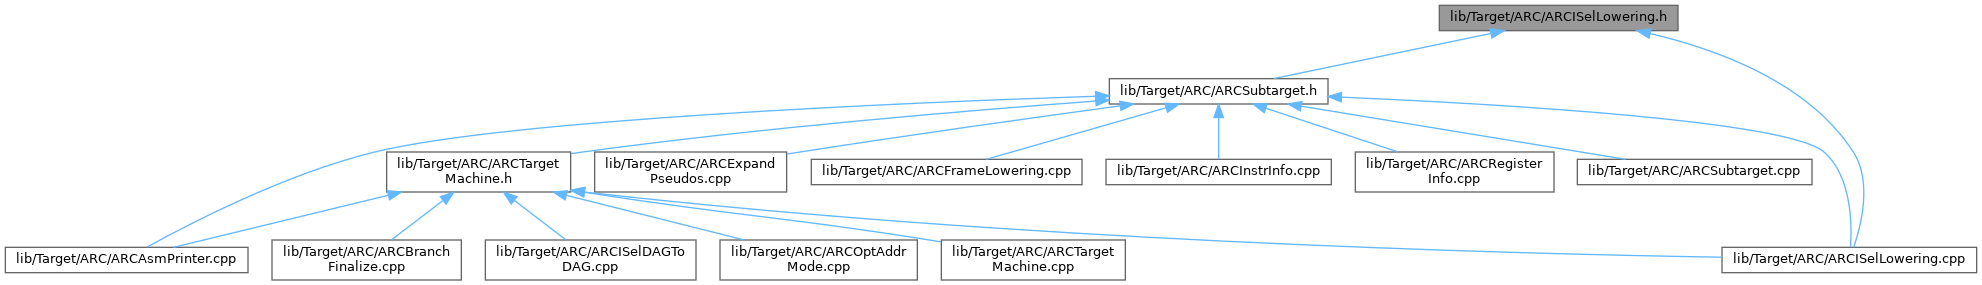 lib/Target/ARC/ARCISelLowering.h
lib/Target/ARC/ARCSubtarget.h
lib/Target/ARC/ARCTarget
Machine.h
lib/Target/ARC/ARCExpand
Pseudos.cpp
lib/Target/ARC/ARCFrameLowering.cpp
lib/Target/ARC/ARCInstrInfo.cpp
lib/Target/ARC/ARCRegister
Info.cpp
lib/Target/ARC/ARCSubtarget.cpp
lib/Target/ARC/ARCAsmPrinter.cpp
lib/Target/ARC/ARCBranch
Finalize.cpp
lib/Target/ARC/ARCISelDAGTo
DAG.cpp
lib/Target/ARC/ARCOptAddr
Mode.cpp
lib/Target/ARC/ARCTarget
Machine.cpp
lib/Target/ARC/ARCISelLowering.cpp